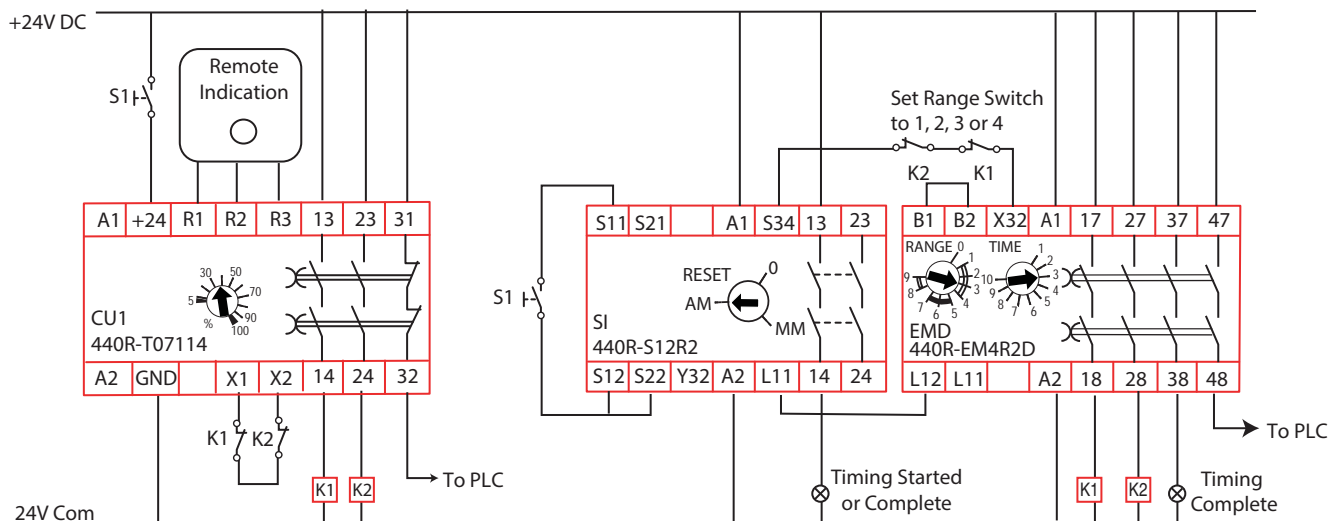 +24V DC
S1
Remote
Indication
Set Range Switch
to 1, 2, 3 or 4
K2 K1
A1 +24 R1 R2 R3 13 23 31
S11 S21 A1 S34 13 23
B1 B2 X32 A1 17 27 37 47
30 50
5 70
90
% 100
CU1
440R-T07114
S1
RESET 0
AM
MM
SI
440R-S12R2
RANGE 0 TIME 1
1 2
9 2 10 3
8 3 9 4
7 6 5 4 8 7 6 5
EMD
440R-EM4R2D
A2 GND X1 X2 14 24 32
S12 S22 Y32 A2 L11 14 24
L12 L11 A2 18 28 38 48
K1 K2
To PLC
K1 K2
Timing Started
or Complete
K1 K2
Timing
Complete
To PLC
24V Com